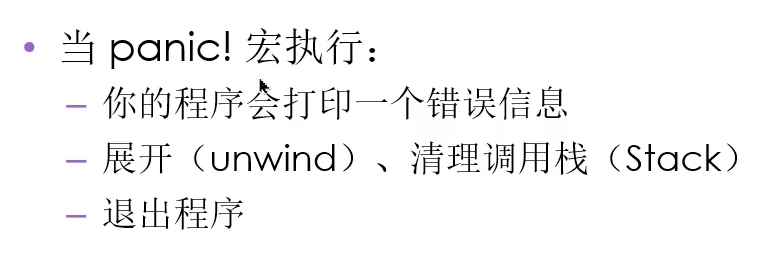 • 当 panic! 宏执行：
– 你的程序会打印一个错误信息
– 展开（unwind）、清理调用栈（Stack）
– 退出程序